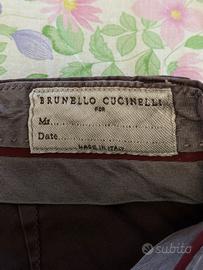 BRUNELLO CUCINELLI
FOR
Mr.....................
Date..................
MADE IN ITALY
subito